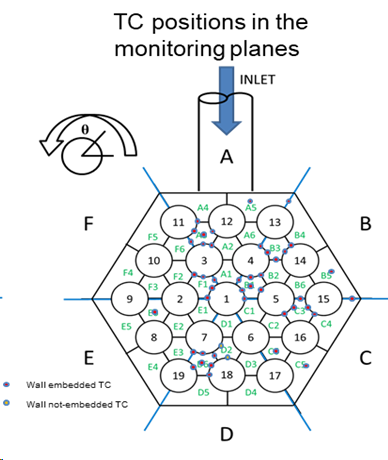 TC positions in the
monitoring planes
INLET
θ
A
F
B
A4
A5
11
12
13
F5
A6
B4
F6
A2
B3
10
3
4
14
F4
F2
A1
B2
B5
F3
F1
B1
B6
9
2
1
5
15
E1
C1
C3
E5
E2
D1
C2
C4
8
7
6
16
E3
D2
E
E4
D3
C
19
18
17
D5
D4
D
Wall embedded TC
Wall not-embedded TC